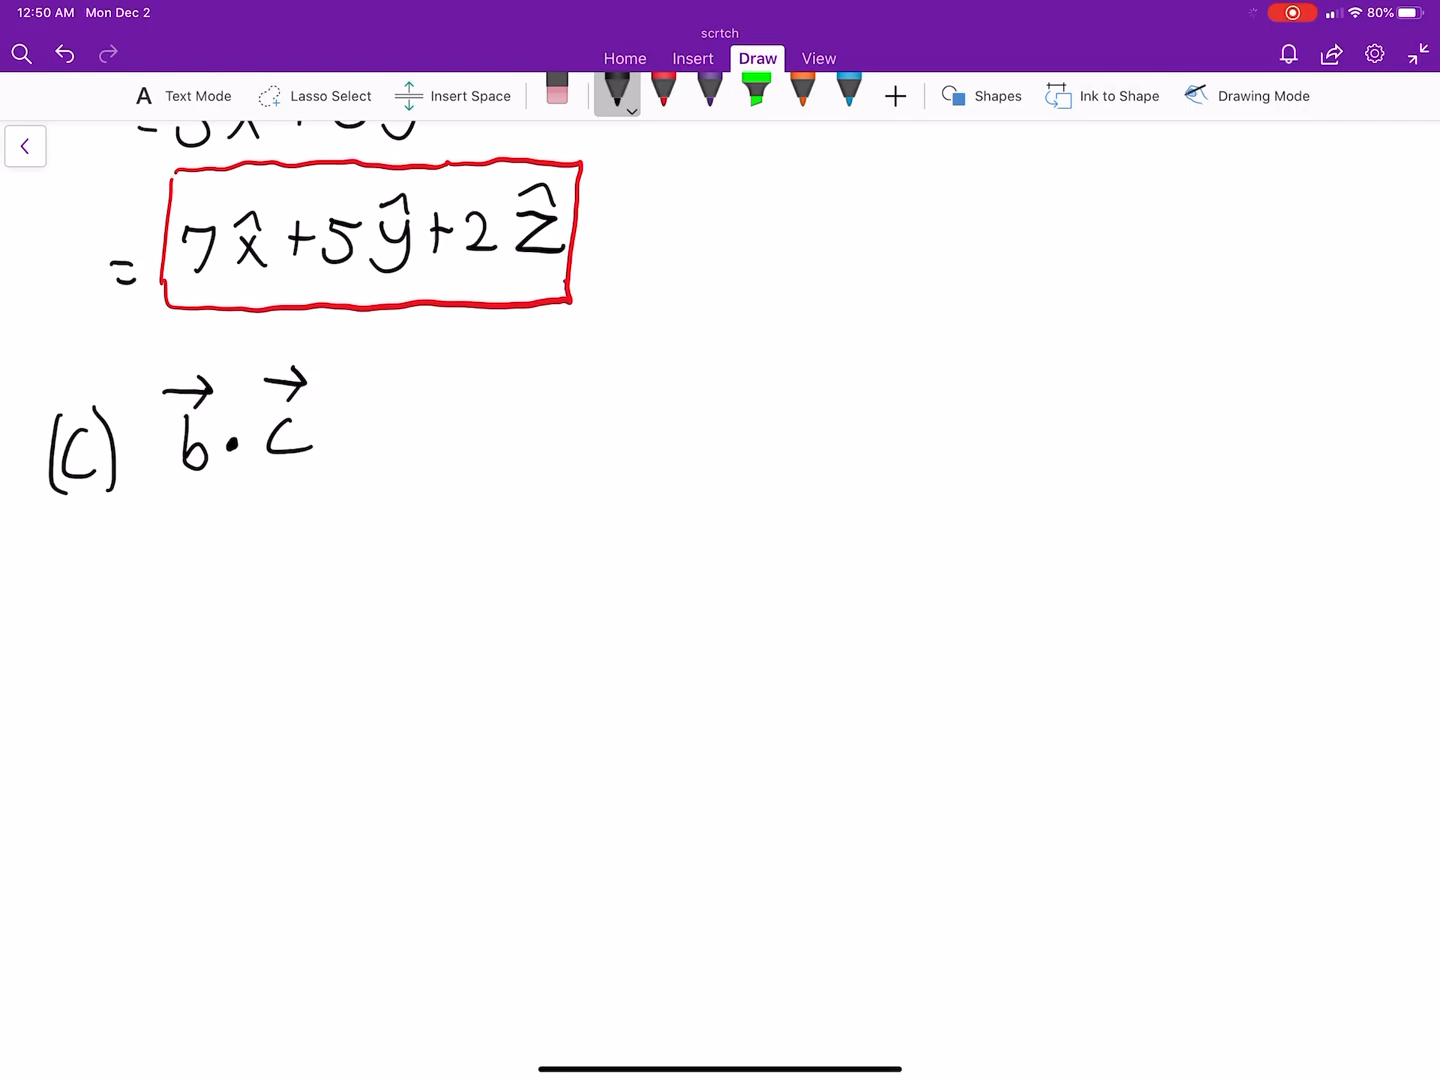 12:50 AM Mon Dec 2
80%
scrtch
Home Insert Draw View
A Text Mode Lasso Select Insert Space + Shapes Ink to Shape Drawing Mode
= 7x̂ + 5ŷ + 2ẑ
(C) b⃗ · c⃗